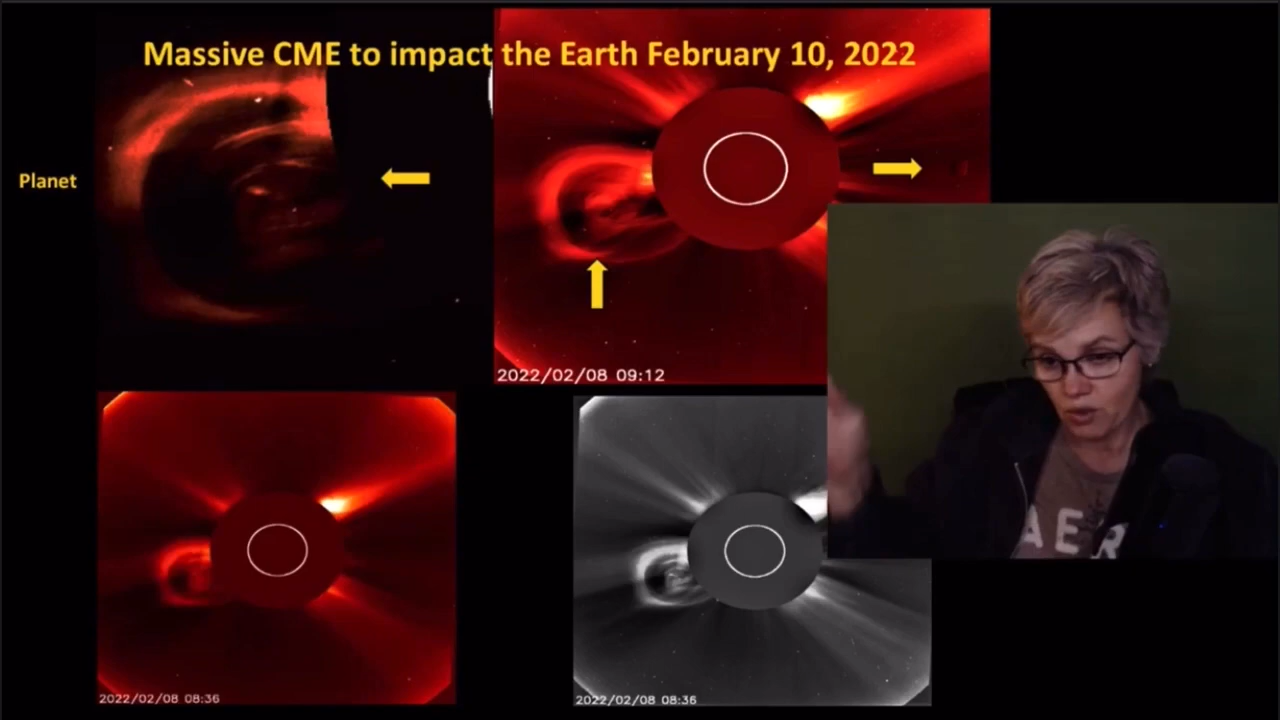 Massive CME to impact the Earth February 10, 2022
Planet
2022/02/08 09:12
AER
2022/02/08 08:36
2022/02/08 08:36